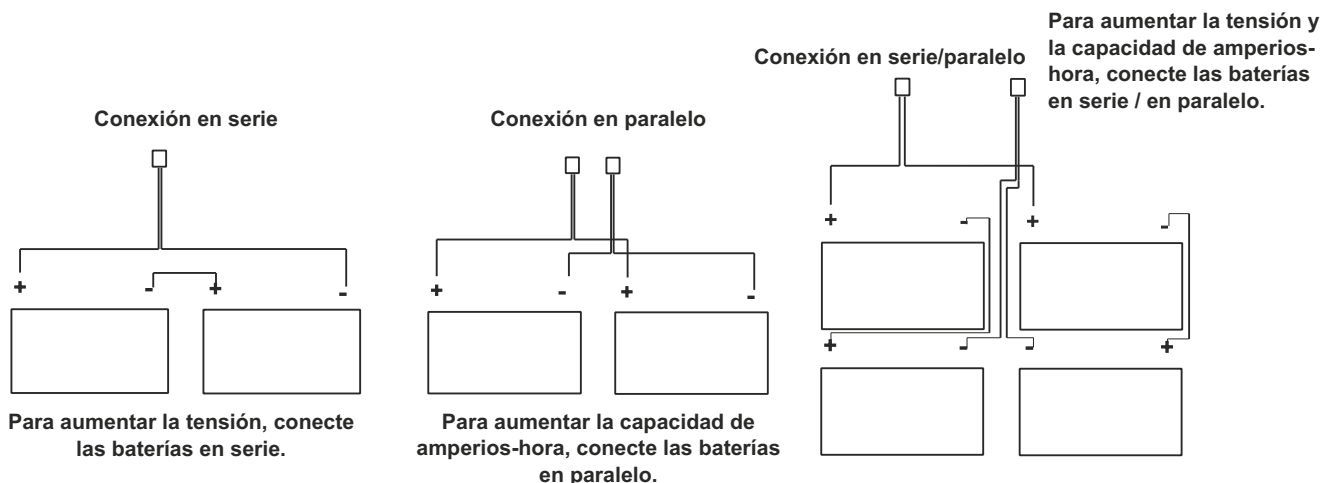 Conexión en serie
+ - + -
Para aumentar la tensión, conecte
las baterías en serie.
Conexión en paralelo
+ - + -
Para aumentar la capacidad de
amperios-hora, conecte las baterías
en paralelo.
Conexión en serie/paralelo
Para aumentar la tensión y
la capacidad de amperios-
hora, conecte las baterías
en serie / en paralelo.
+ - + -
+ - - +